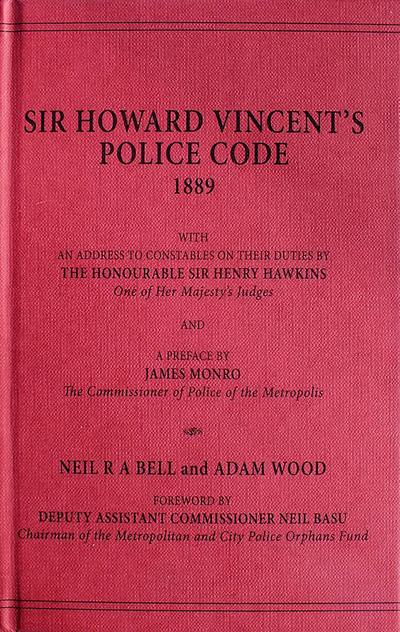 SIR HOWARD VINCENT'S
POLICE CODE
1889
WITH
AN ADDRESS TO CONSTABLES ON THEIR DUTIES BY
THE HONOURABLE SIR HENRY HAWKINS
One of Her Majesty's Judges
AND
A PREFACE BY
JAMES MONRO
The Commissioner of Police of the Metropolis
NEIL R A BELL and ADAM WOOD
FOREWORD BY
DEPUTY ASSISTANT COMMISSIONER NEIL BASU
Chairman of the Metropolitan and City Police Orphans Fund